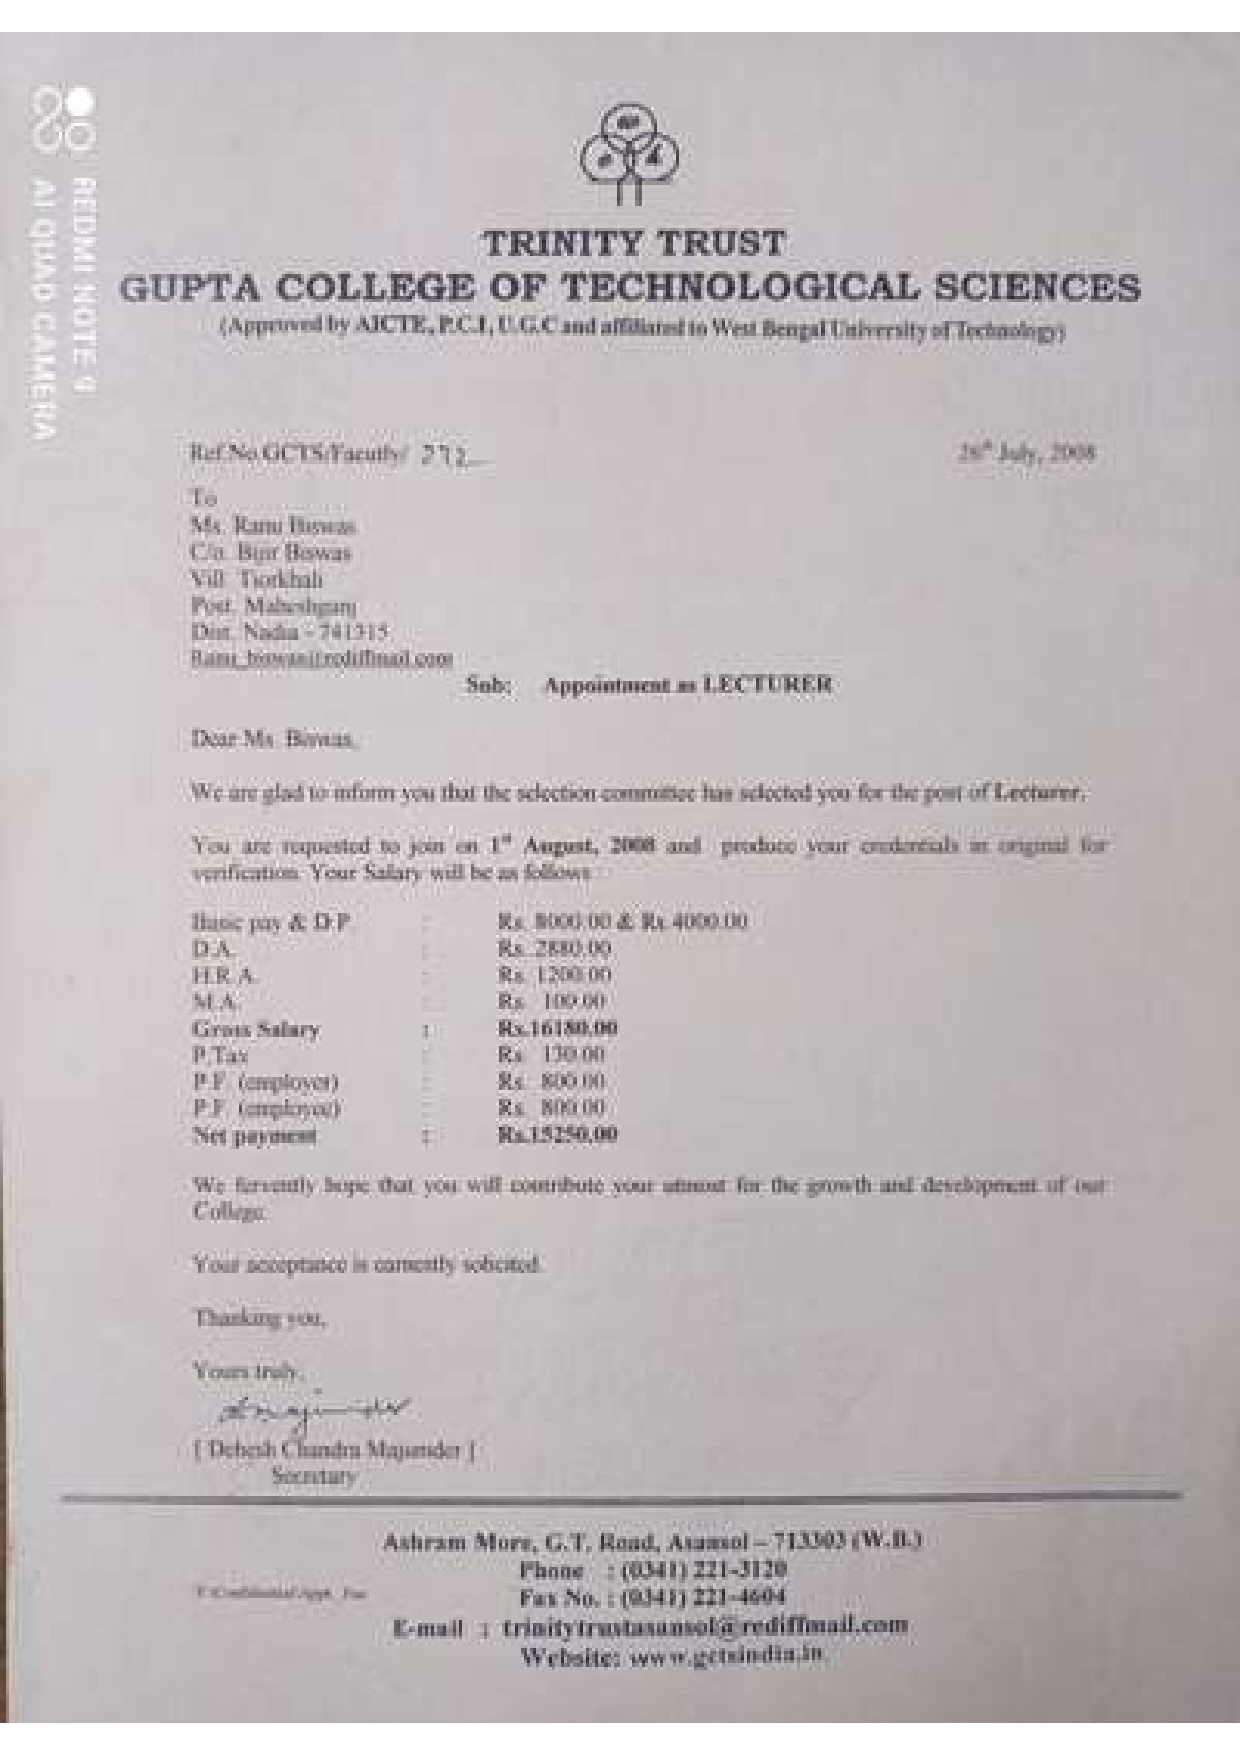 REDMI NOTE 9
AI QUAD CAMERA
TRINITY TRUST
GUPTA COLLEGE OF TECHNOLOGICAL SCIENCES
(Approved by AICTE, P.C.I, U.G.C and affiliated to West Bengal University of Technology)
Ref.No.GCTS/Faculty/ 272 26th July, 2008
To
Ms. Ranu Biswas
C/o. Biswas
Vill. Tiorkhali
Post. Maheshganj
Dist. Nadia - 741315
Ranu_biswas@rediffmail.com
Sub: Appointment as LECTURER
Dear Ms. Biswas,
We are glad to inform you that the selection committee has selected you for the post of Lecturer.
You are requested to join on 1st August, 2008 and produce your credentials in original for
verification. Your Salary will be as follows :
Basic pay & D.P. : Rs. 8000.00 & Rs.4000.00
D.A. : Rs. 2880.00
H.R.A. : Rs. 1200.00
M.A. : Rs. 100.00
Gross Salary : Rs.16180.00
P.Tax : Rs. 130.00
P.F. (employer) : Rs. 800.00
P.F. (employee) : Rs. 800.00
Net payment : Rs.15250.00
We fervently hope that you will contribute your utmost for the growth and development of our
College.
Your acceptance is earnestly solicited.
Thanking you,
Yours truly,
[ Debesh Chandra Majumder ]
Secretary
Ashram More, G.T. Road, Asansol – 713303 (W.B.)
Phone : (0341) 221-3120
Fax No. : (0341) 221-4604
E-mail : trinitytrustasansol@rediffmail.com
Website: www.gctsindia.in